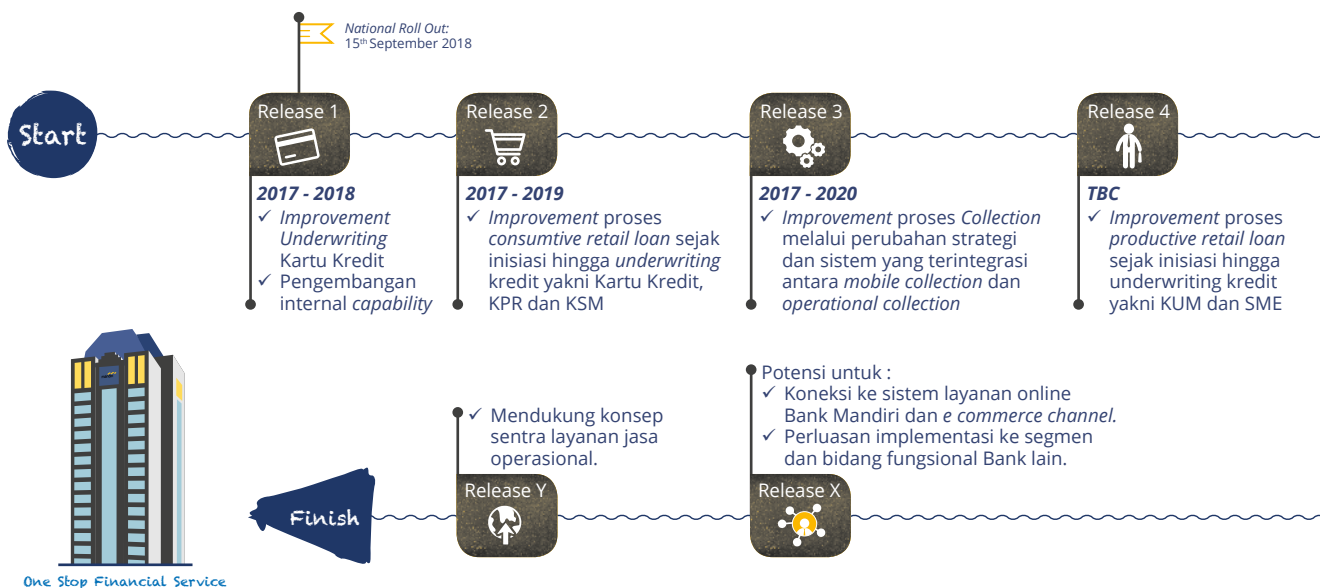 National Roll Out:
15th September 2018
Start
Release 1
2017 - 2018
✓ Improvement
Underwriting
Kartu Kredit
✓ Pengembangan
internal capability
Release 2
2017 - 2019
✓ Improvement proses
consumtive retail loan sejak
inisiasi hingga underwriting
kredit yakni Kartu Kredit,
KPR dan KSM
Release 3
2017 - 2020
✓ Improvement proses Collection
melalui perubahan strategi
dan sistem yang terintegrasi
antara mobile collection dan
operational collection
Release 4
TBC
✓ Improvement proses
productive retail loan
sejak inisiasi hingga
underwriting kredit
yakni KUM dan SME
Potensi untuk :
✓ Koneksi ke sistem layanan online
Bank Mandiri dan e commerce channel.
✓ Perluasan implementasi ke segmen
dan bidang fungsional Bank lain.
Release X
✓ Mendukung konsep
sentra layanan jasa
operasional.
Release Y
Finish
One Stop Financial Service